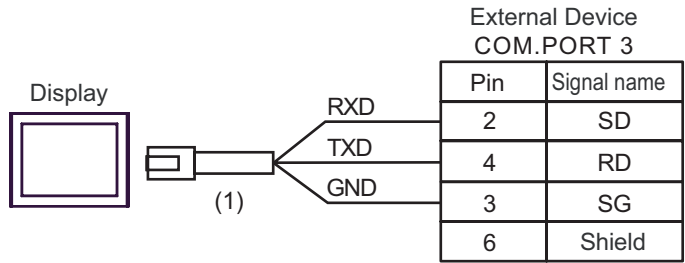 External Device
COM.PORT 3
Display
Pin Signal name
RXD 2 SD
TXD 4 RD
GND 3 SG
6 Shield
(1)